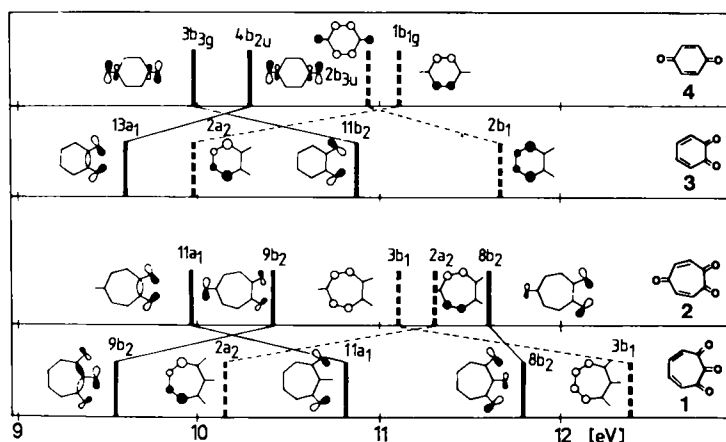 3b3g 4b2u 2b3u 1b1g
O O
4
13a1 2a2 11b2 2b1
O O
3
11a1 9b2 3b1 2a2 8b2
O O O
2
9b2 2a2 11a1 8b2 3b1
O O O
1
9 10 11 12 [eV]